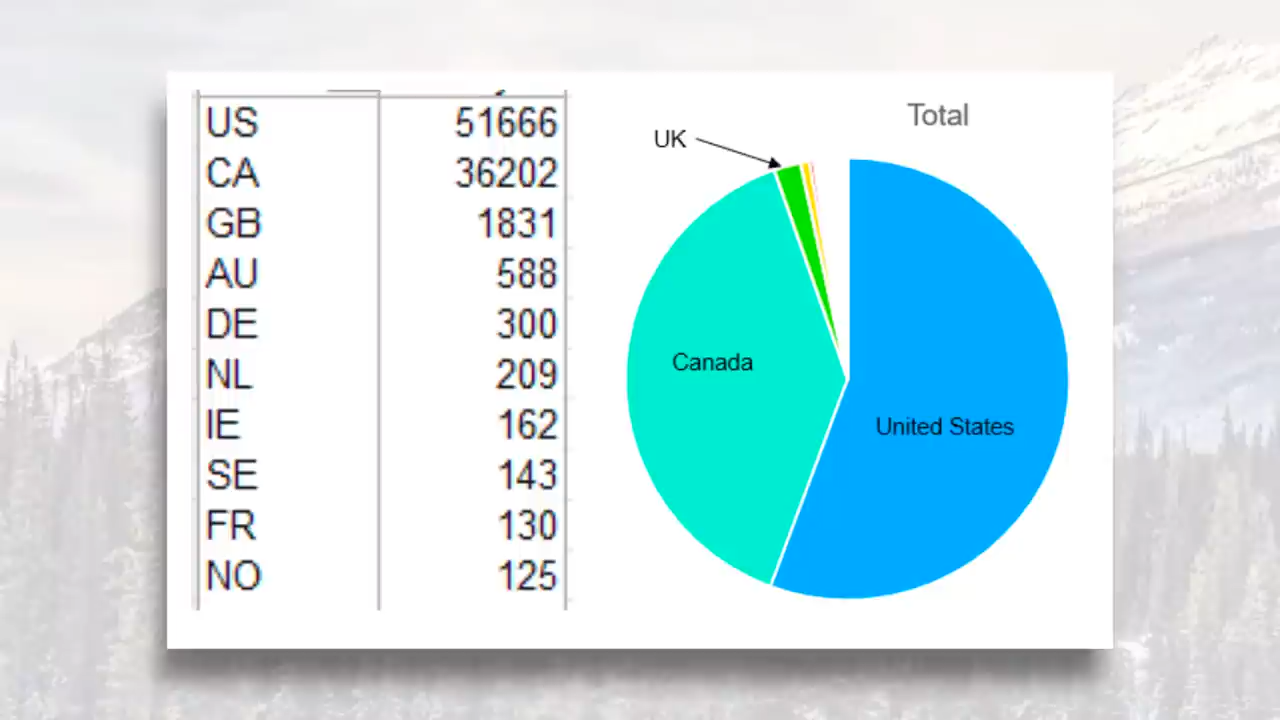 US 51666
CA 36202
GB 1831
AU 588
DE 300
NL 209
IE 162
SE 143
FR 130
NO 125
Total
UK
Canada
United States